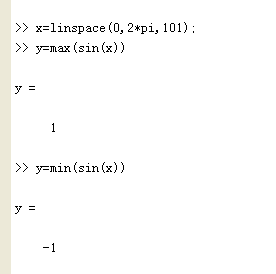 >> x=linspace(0,2*pi,101);
>> y=max(sin(x))
y =
1
>> y=min(sin(x))
y =
-1